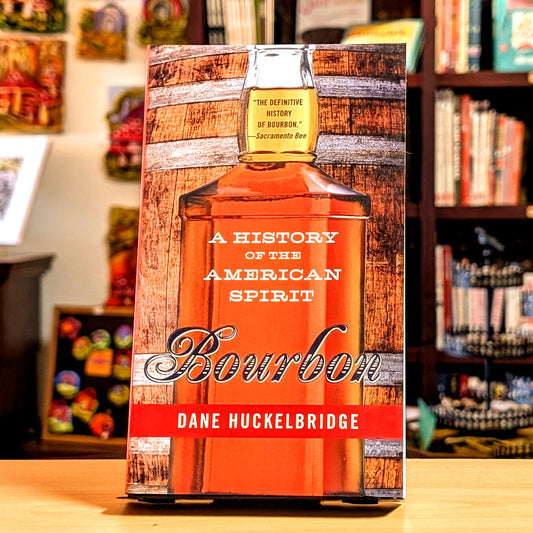 "THE DEFINITIVE
HISTORY
OF BOURBON."
—Sacramento Bee
A HISTORY
OF THE
AMERICAN
SPIRIT
Bourbon
DANE HUCKELBRIDGE